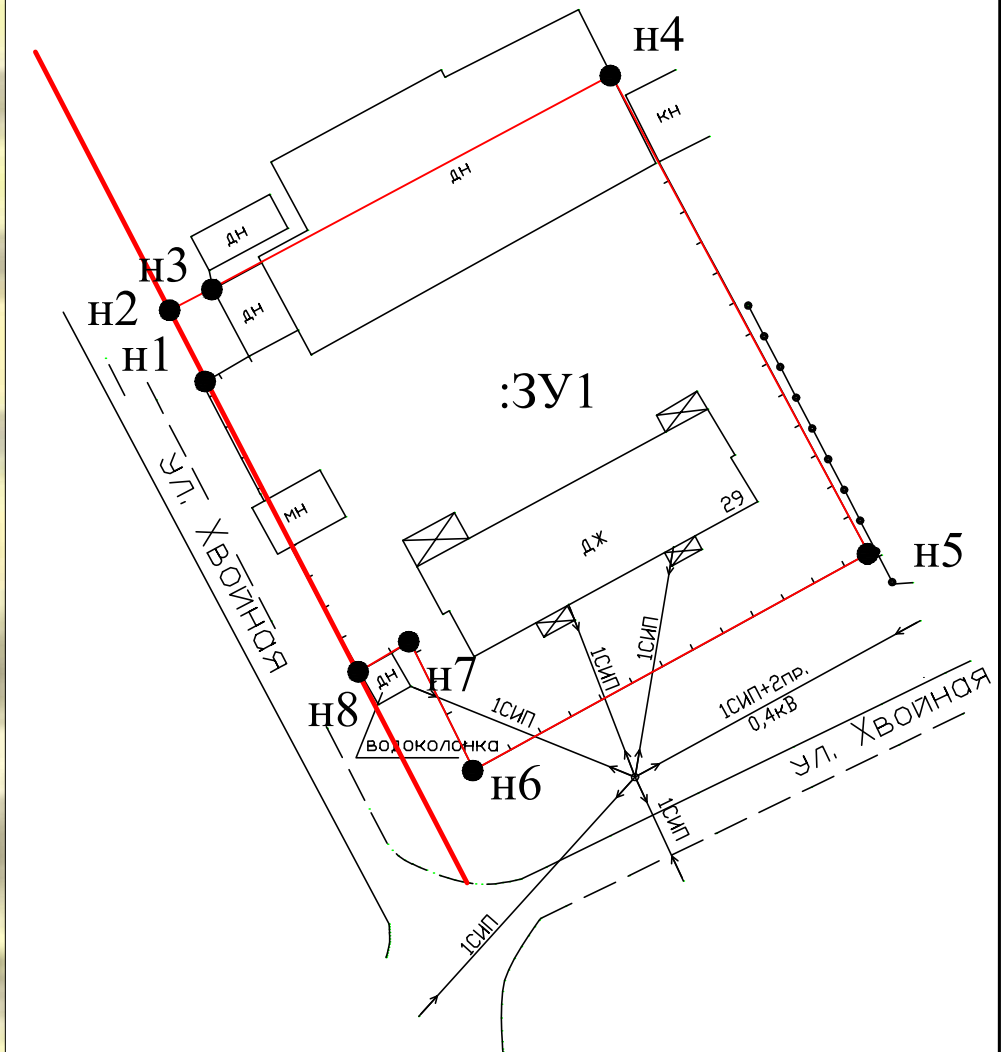 н4
кн
дн
дн
н3
н2
дн
н1
:ЗУ1
ул. Хвойная
мн
29
дж
н5
1СИП
1СИП
дн
н7
н8
1СИП
1СИП+2пр.
0,4кВ
водоколонка
н6
ул. Хвойная
1СИП
1СИП